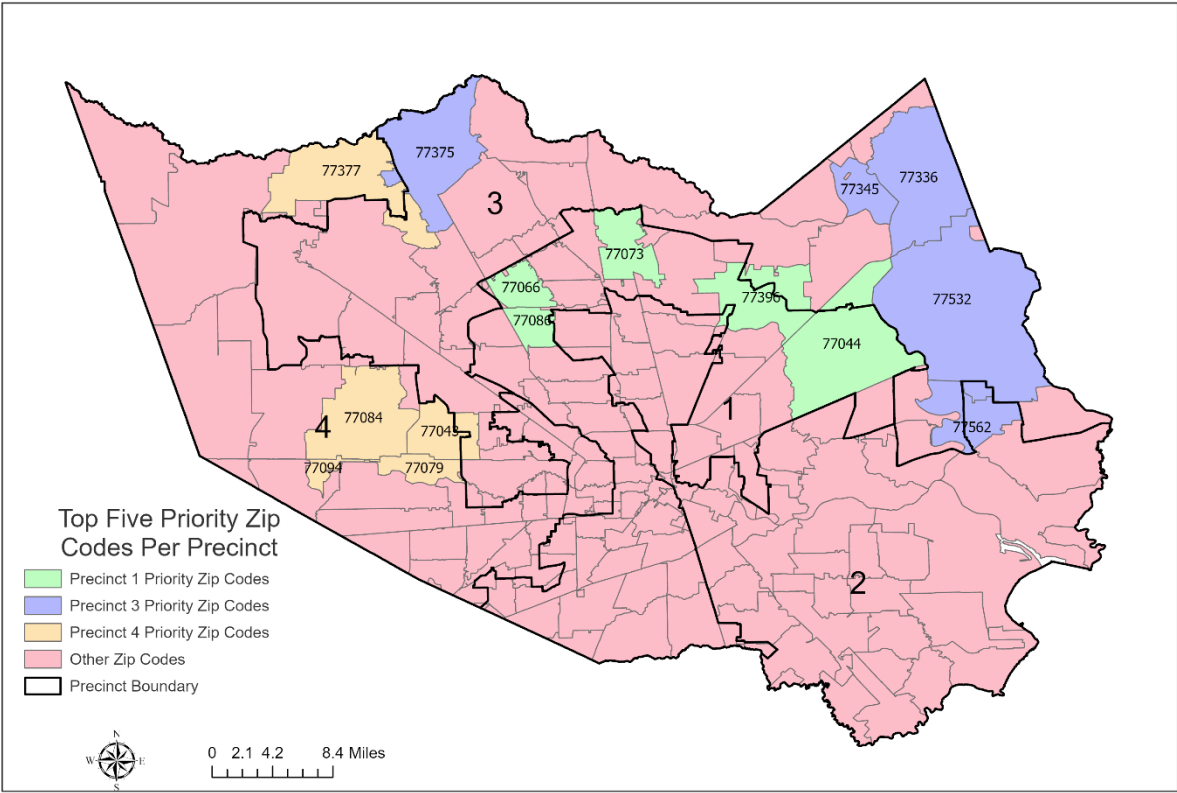 77375
77377
77336
77345
3
77073
77066
77396
77532
77086
77044
1
77084
4
77043
77562
77094
77079
Top Five Priority Zip
Codes Per Precinct
Precinct 1 Priority Zip Codes
Precinct 3 Priority Zip Codes
Precinct 4 Priority Zip Codes
Other Zip Codes
Precinct Boundary
2
N
W E
S
0 2.1 4.2 8.4 Miles